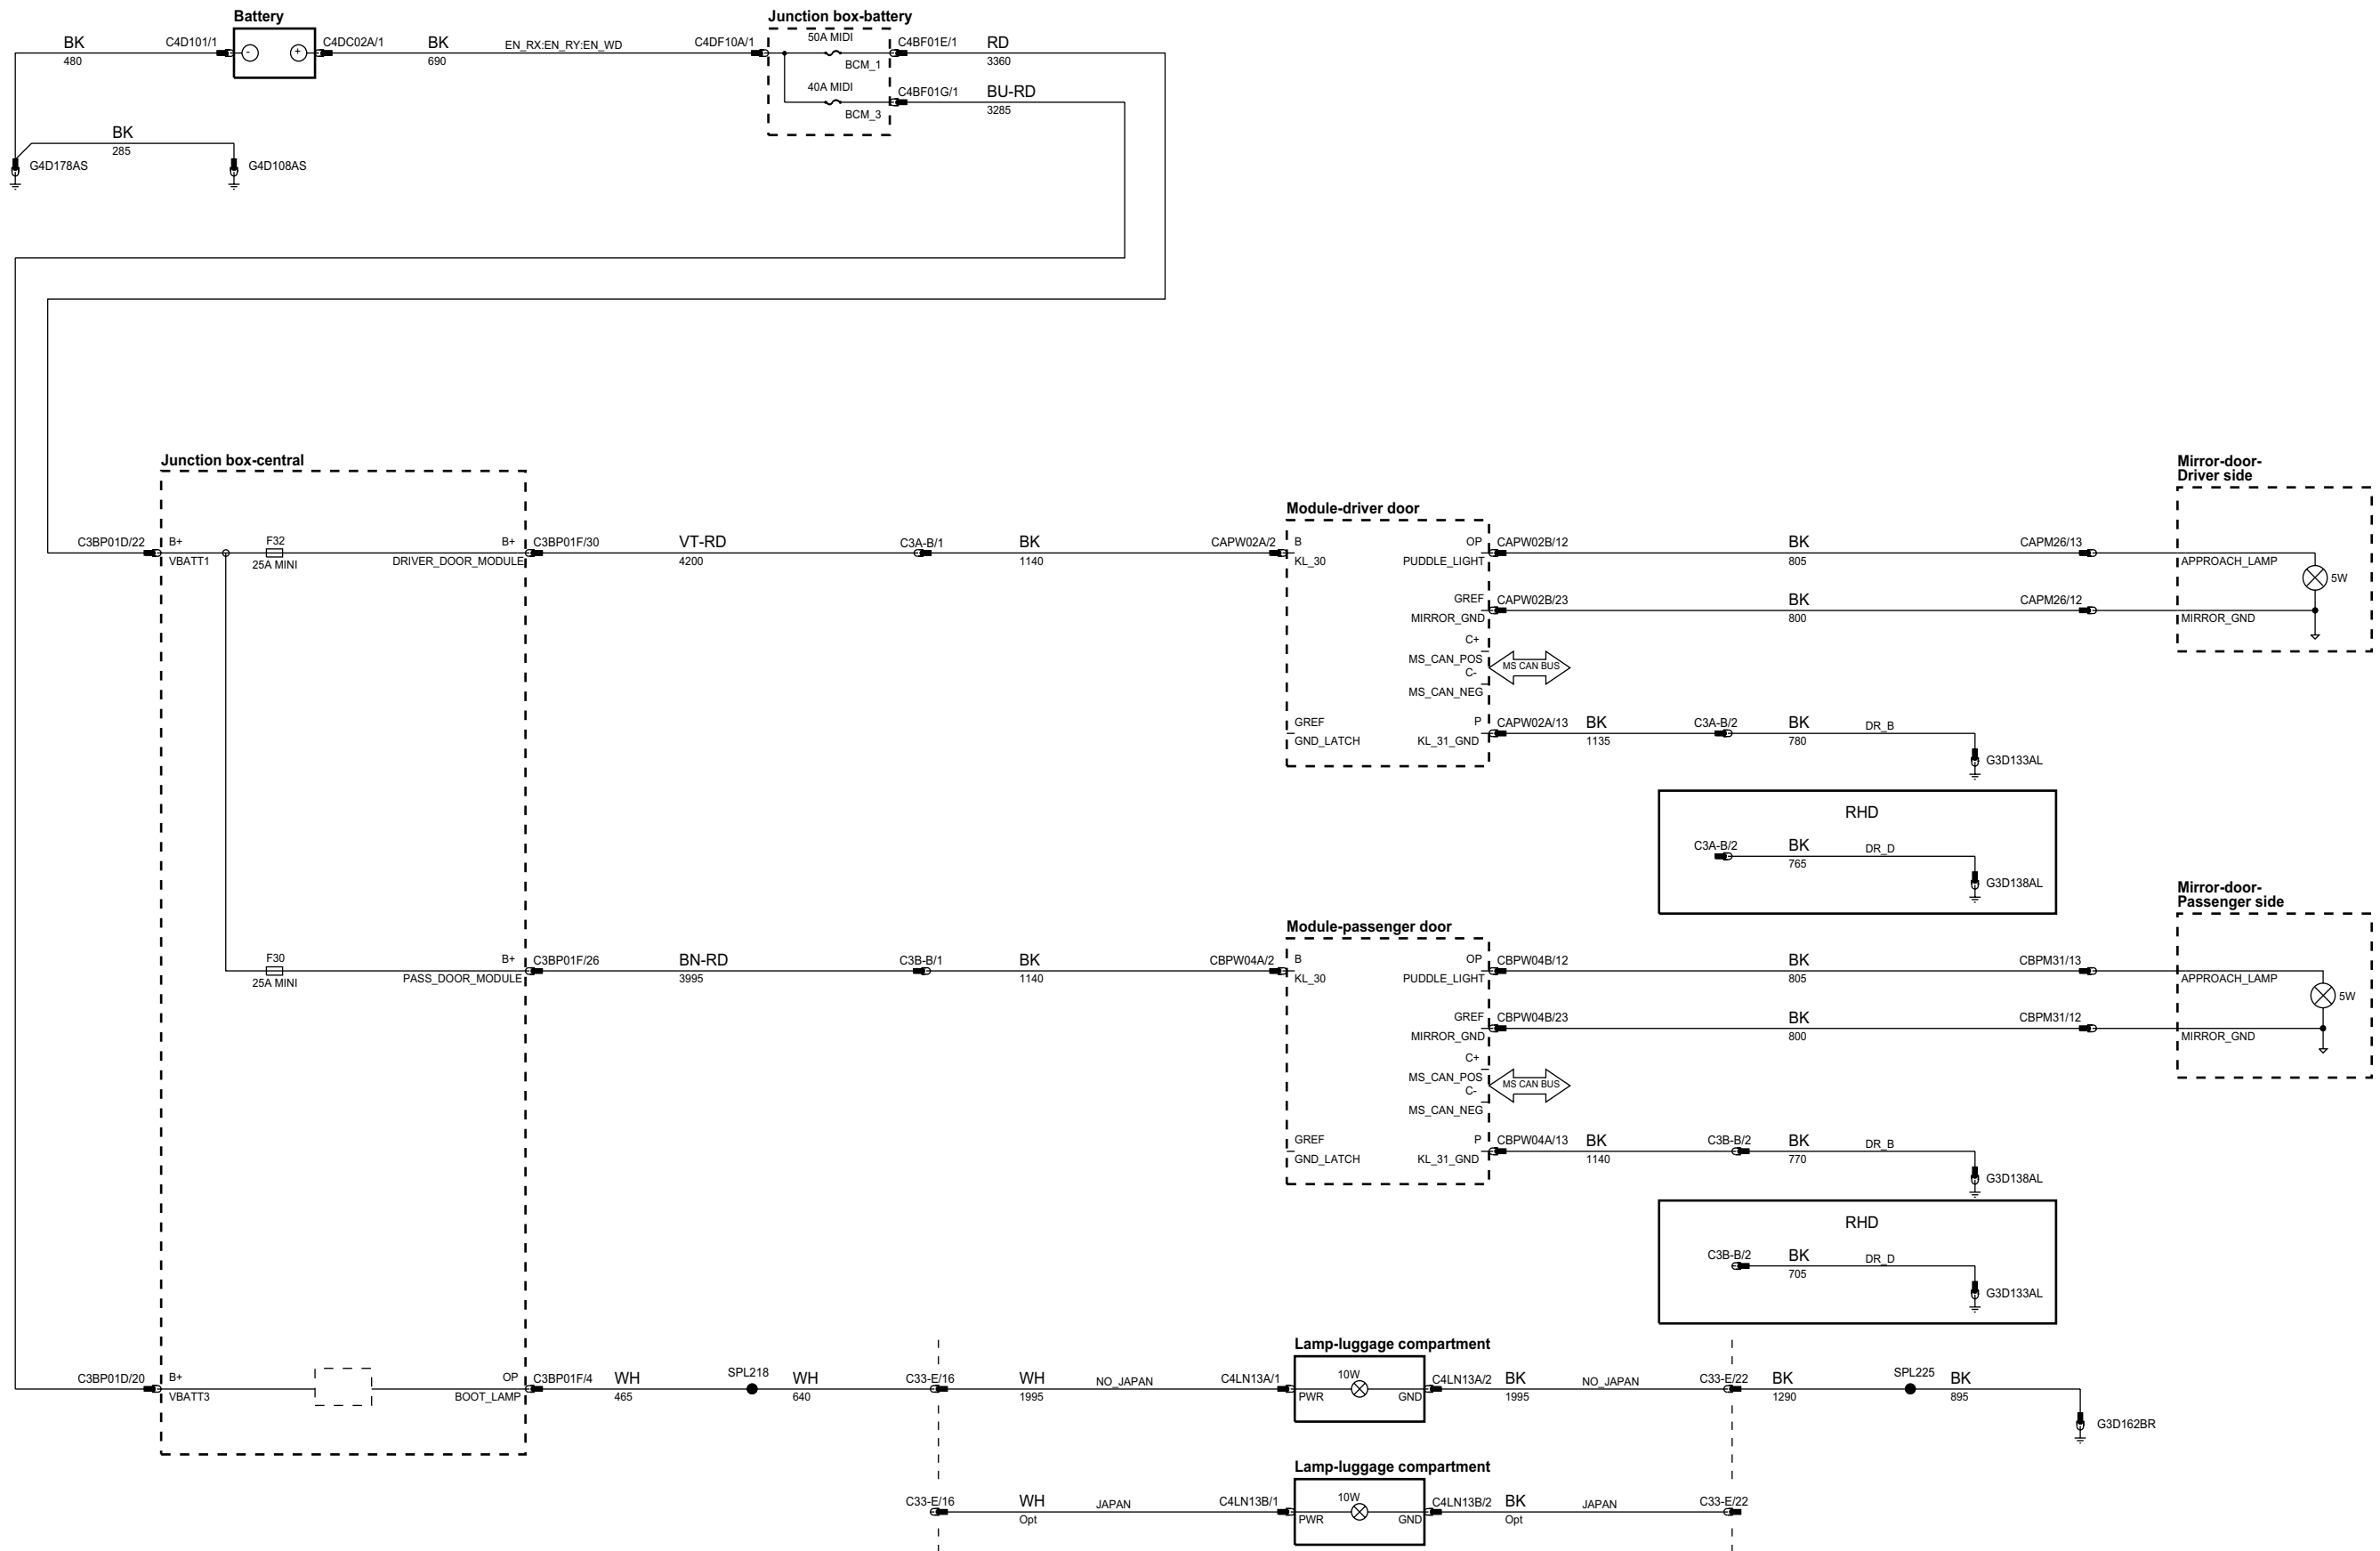 Battery
Junction box-battery
BK
480
C4D101/1
-
+
C4DC02A/1
BK
690
EN_RX:EN_RY:EN_WD
C4DF10A/1
50A MIDI
BCM_1
C4BF01E/1
RD
3360
40A MIDI
BCM_3
C4BF01G/1
BU-RD
3285
BK
285
G4D178AS
G4D108AS
Junction box-central
Mirror-door-
Driver side
Module-driver door
C3BP01D/22
B+
VBATT1
F32
25A MINI
B+
DRIVER_DOOR_MODULE
C3BP01F/30
VT-RD
4200
C3A-B/1
BK
1140
CAPW02A/2
B
KL_30
OP
PUDDLE_LIGHT
CAPW02B/12
BK
805
CAPM26/13
APPROACH_LAMP
5W
GREF
MIRROR_GND
CAPW02B/23
BK
800
CAPM26/12
MIRROR_GND
C+
MS_CAN_POS
C-
MS_CAN_NEG
MS CAN BUS
GREF
GND_LATCH
P
KL_31_GND
CAPW02A/13
BK
1135
C3A-B/2
BK
780
DR_B
G3D133AL
RHD
C3A-B/2
BK
765
DR_D
G3D138AL
Mirror-door-
Passenger side
Module-passenger door
F30
25A MINI
B+
PASS_DOOR_MODULE
C3BP01F/26
BN-RD
3995
C3B-B/1
BK
1140
CBPW04A/2
B
KL_30
OP
PUDDLE_LIGHT
CBPW04B/12
BK
805
CBPM31/13
APPROACH_LAMP
5W
GREF
MIRROR_GND
CBPW04B/23
BK
800
CBPM31/12
MIRROR_GND
C+
MS_CAN_POS
C-
MS_CAN_NEG
MS CAN BUS
GREF
GND_LATCH
P
KL_31_GND
CBPW04A/13
BK
1140
C3B-B/2
BK
770
DR_B
G3D138AL
RHD
C3B-B/2
BK
705
DR_D
G3D133AL
Lamp-luggage compartment
C3BP01D/20
B+
VBATT3
OP
BOOT_LAMP
C3BP01F/4
WH
465
SPL218
WH
640
C33-E/16
WH
1995
NO_JAPAN
C4LN13A/1
10W
PWR
GND
C4LN13A/2
BK
1995
NO_JAPAN
C33-E/22
BK
1290
SPL225
BK
895
G3D162BR
Lamp-luggage compartment
C33-E/16
WH
Opt
JAPAN
C4LN13B/1
10W
PWR
GND
C4LN13B/2
BK
Opt
JAPAN
C33-E/22